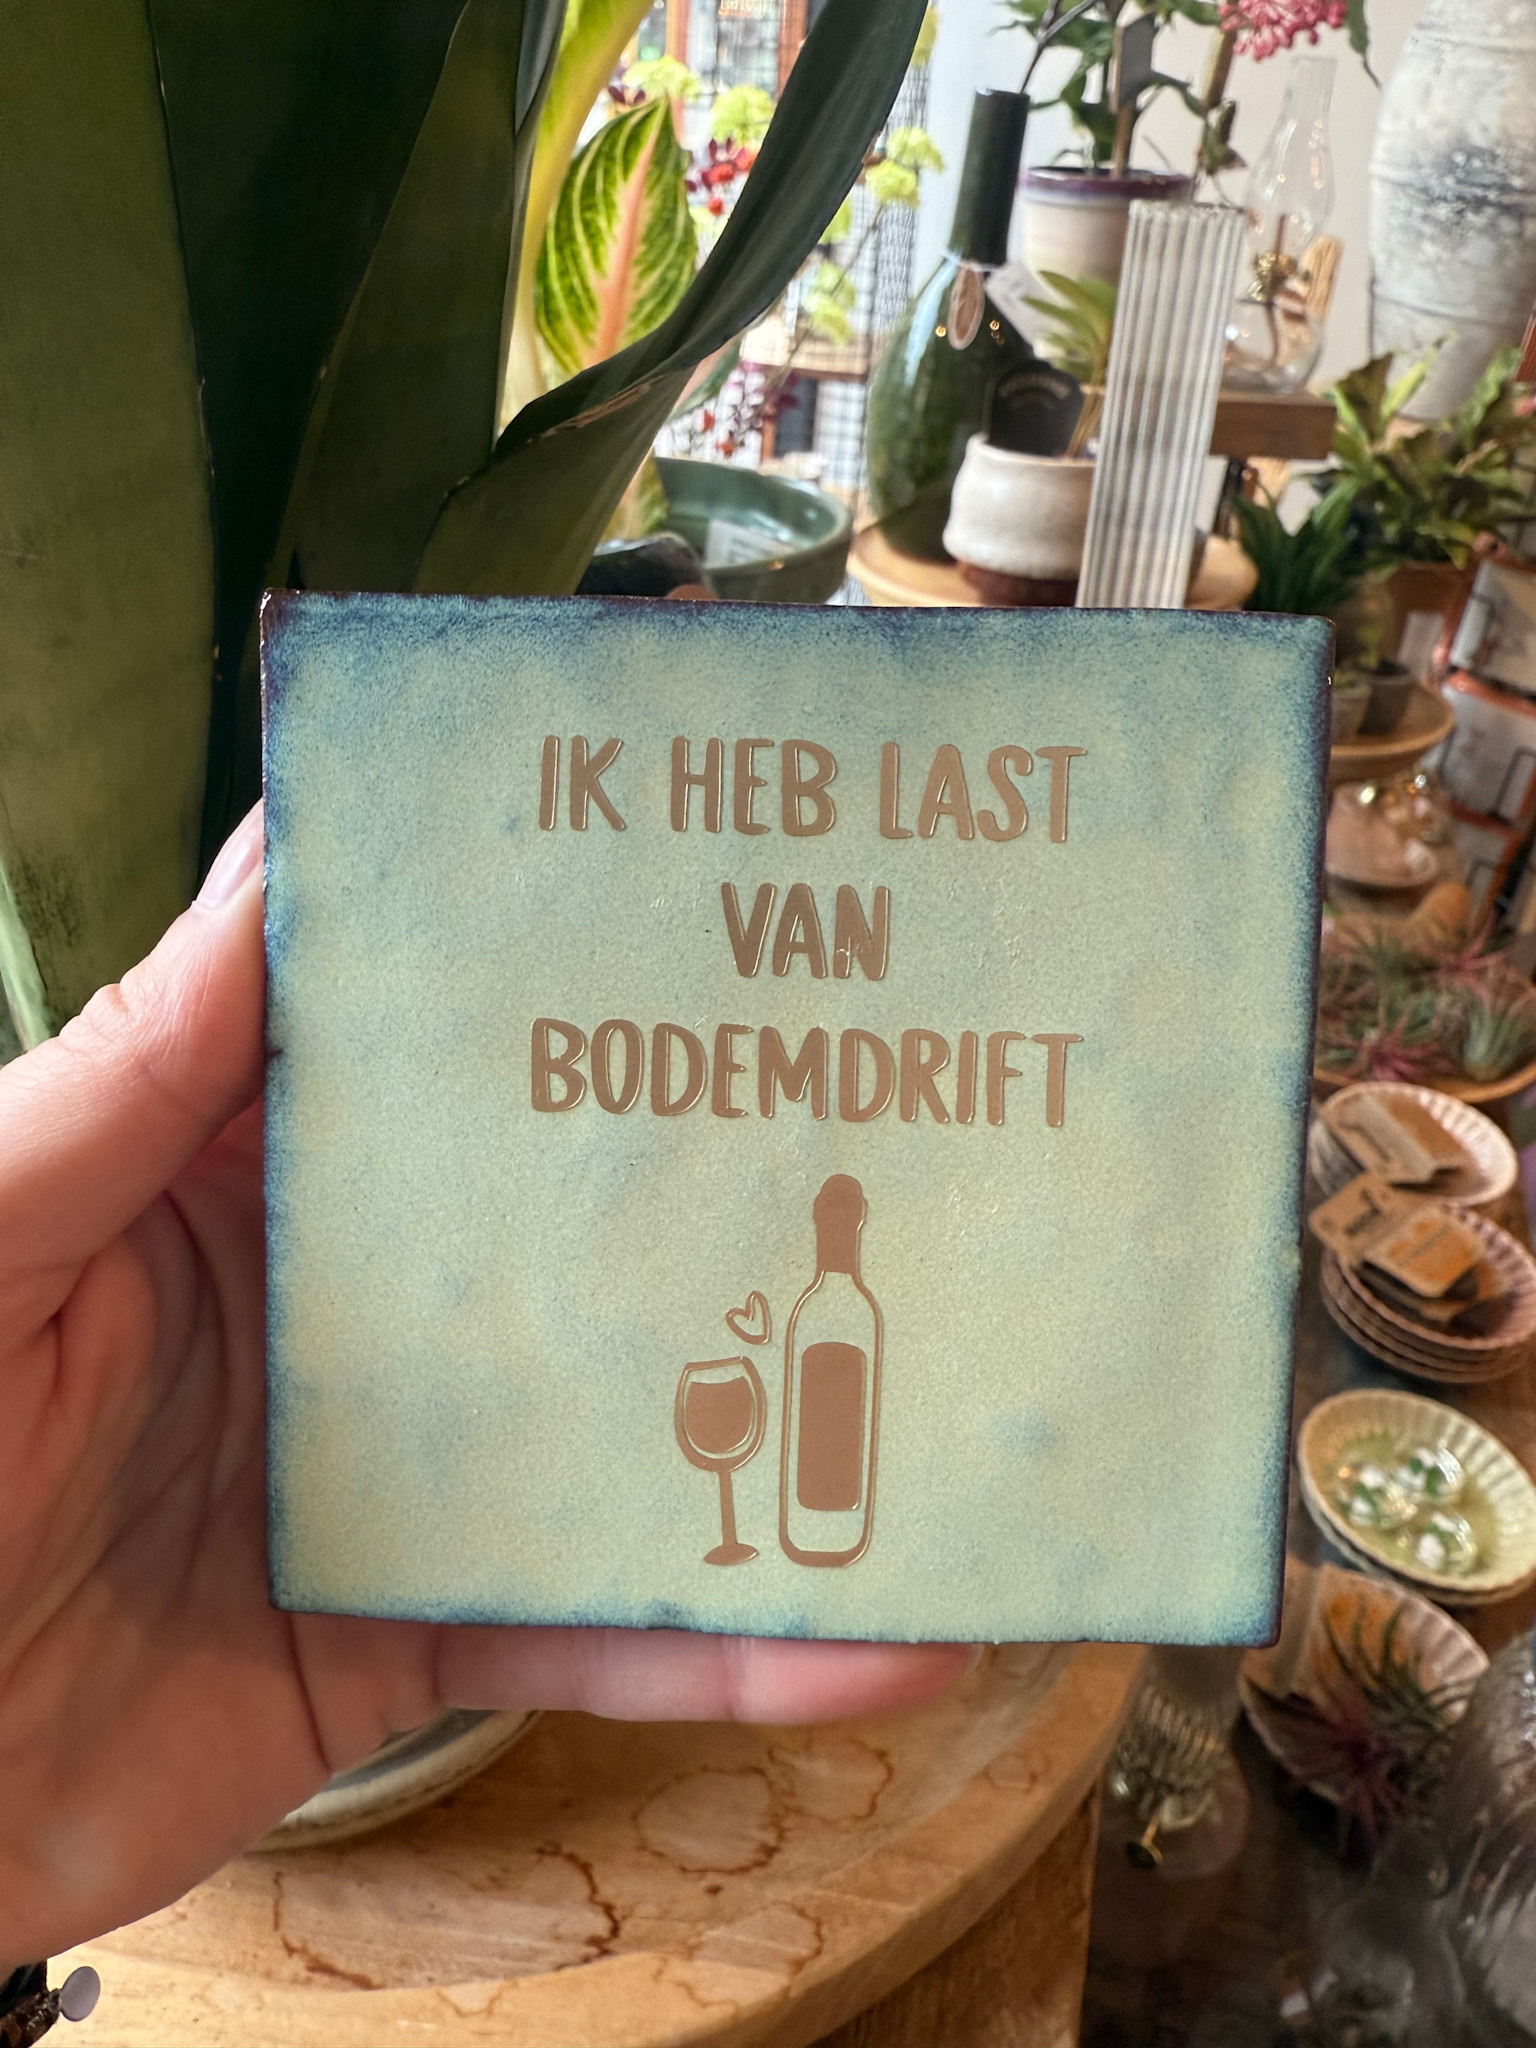 IK HEB LAST
VAN
BODEMDRIFT